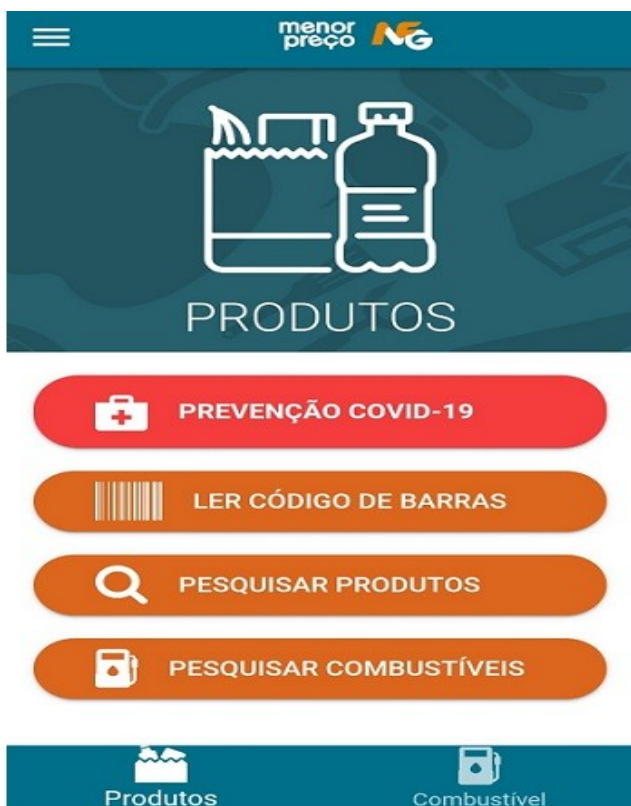 menor
preço NFG
PRODUTOS
PREVENÇÃO COVID-19
LER CÓDIGO DE BARRAS
PESQUISAR PRODUTOS
PESQUISAR COMBUSTÍVEIS
Produtos
Combustível